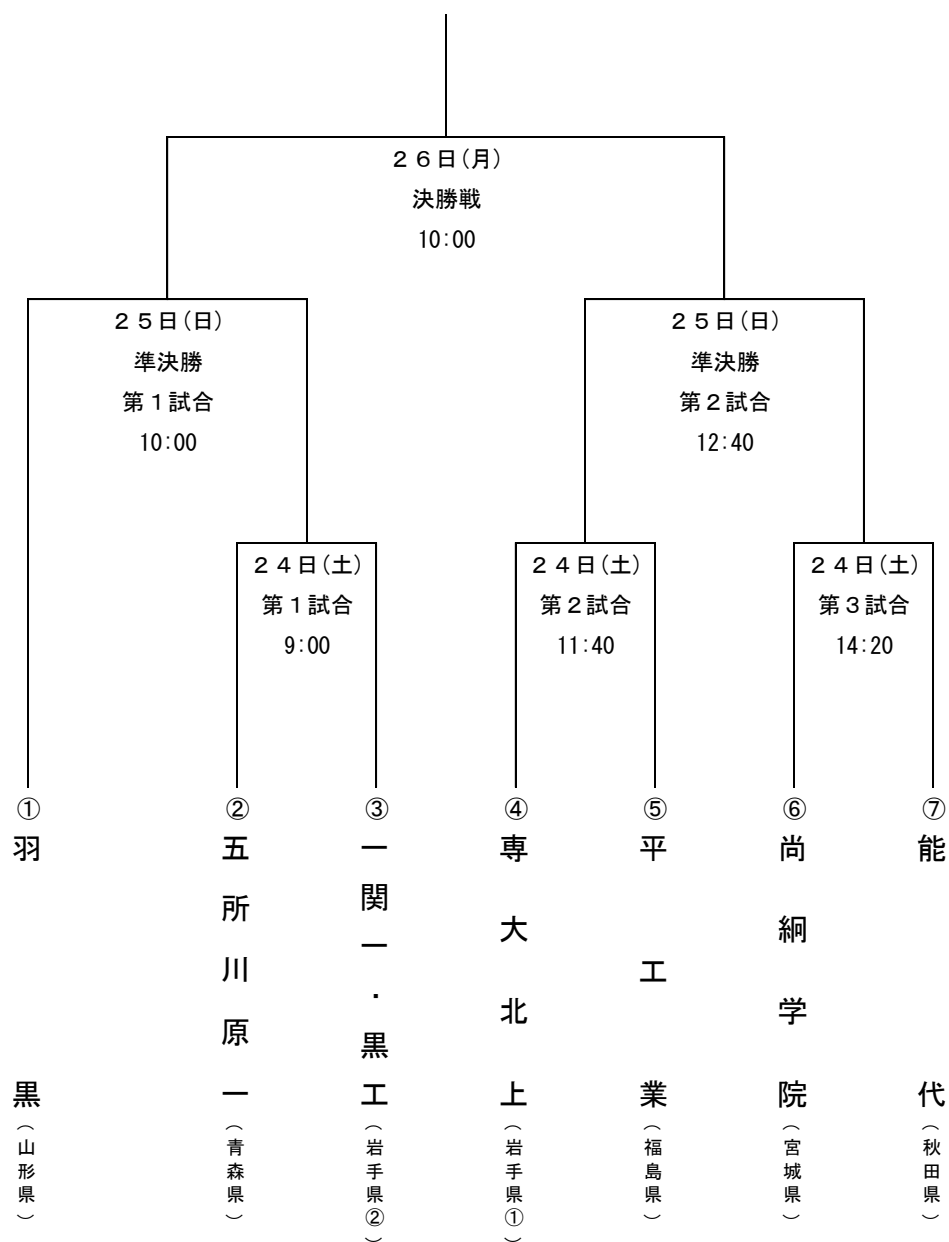 ２６日(月)
決勝戦
10:00
２５日(日)
準決勝
第１試合
10:00
２５日(日)
準決勝
第２試合
12:40
２４日(土)
第１試合
9:00
２４日(土)
第２試合
11:40
２４日(土)
第３試合
14:20
①
羽黒
（山形県）
②
五所川原一
（青森県）
③
一関一・黒工
（岩手県②）
④
専大北上
（岩手県①）
⑤
平工業
（福島県）
⑥
尚絅学院
（宮城県）
⑦
能代
（秋田県）